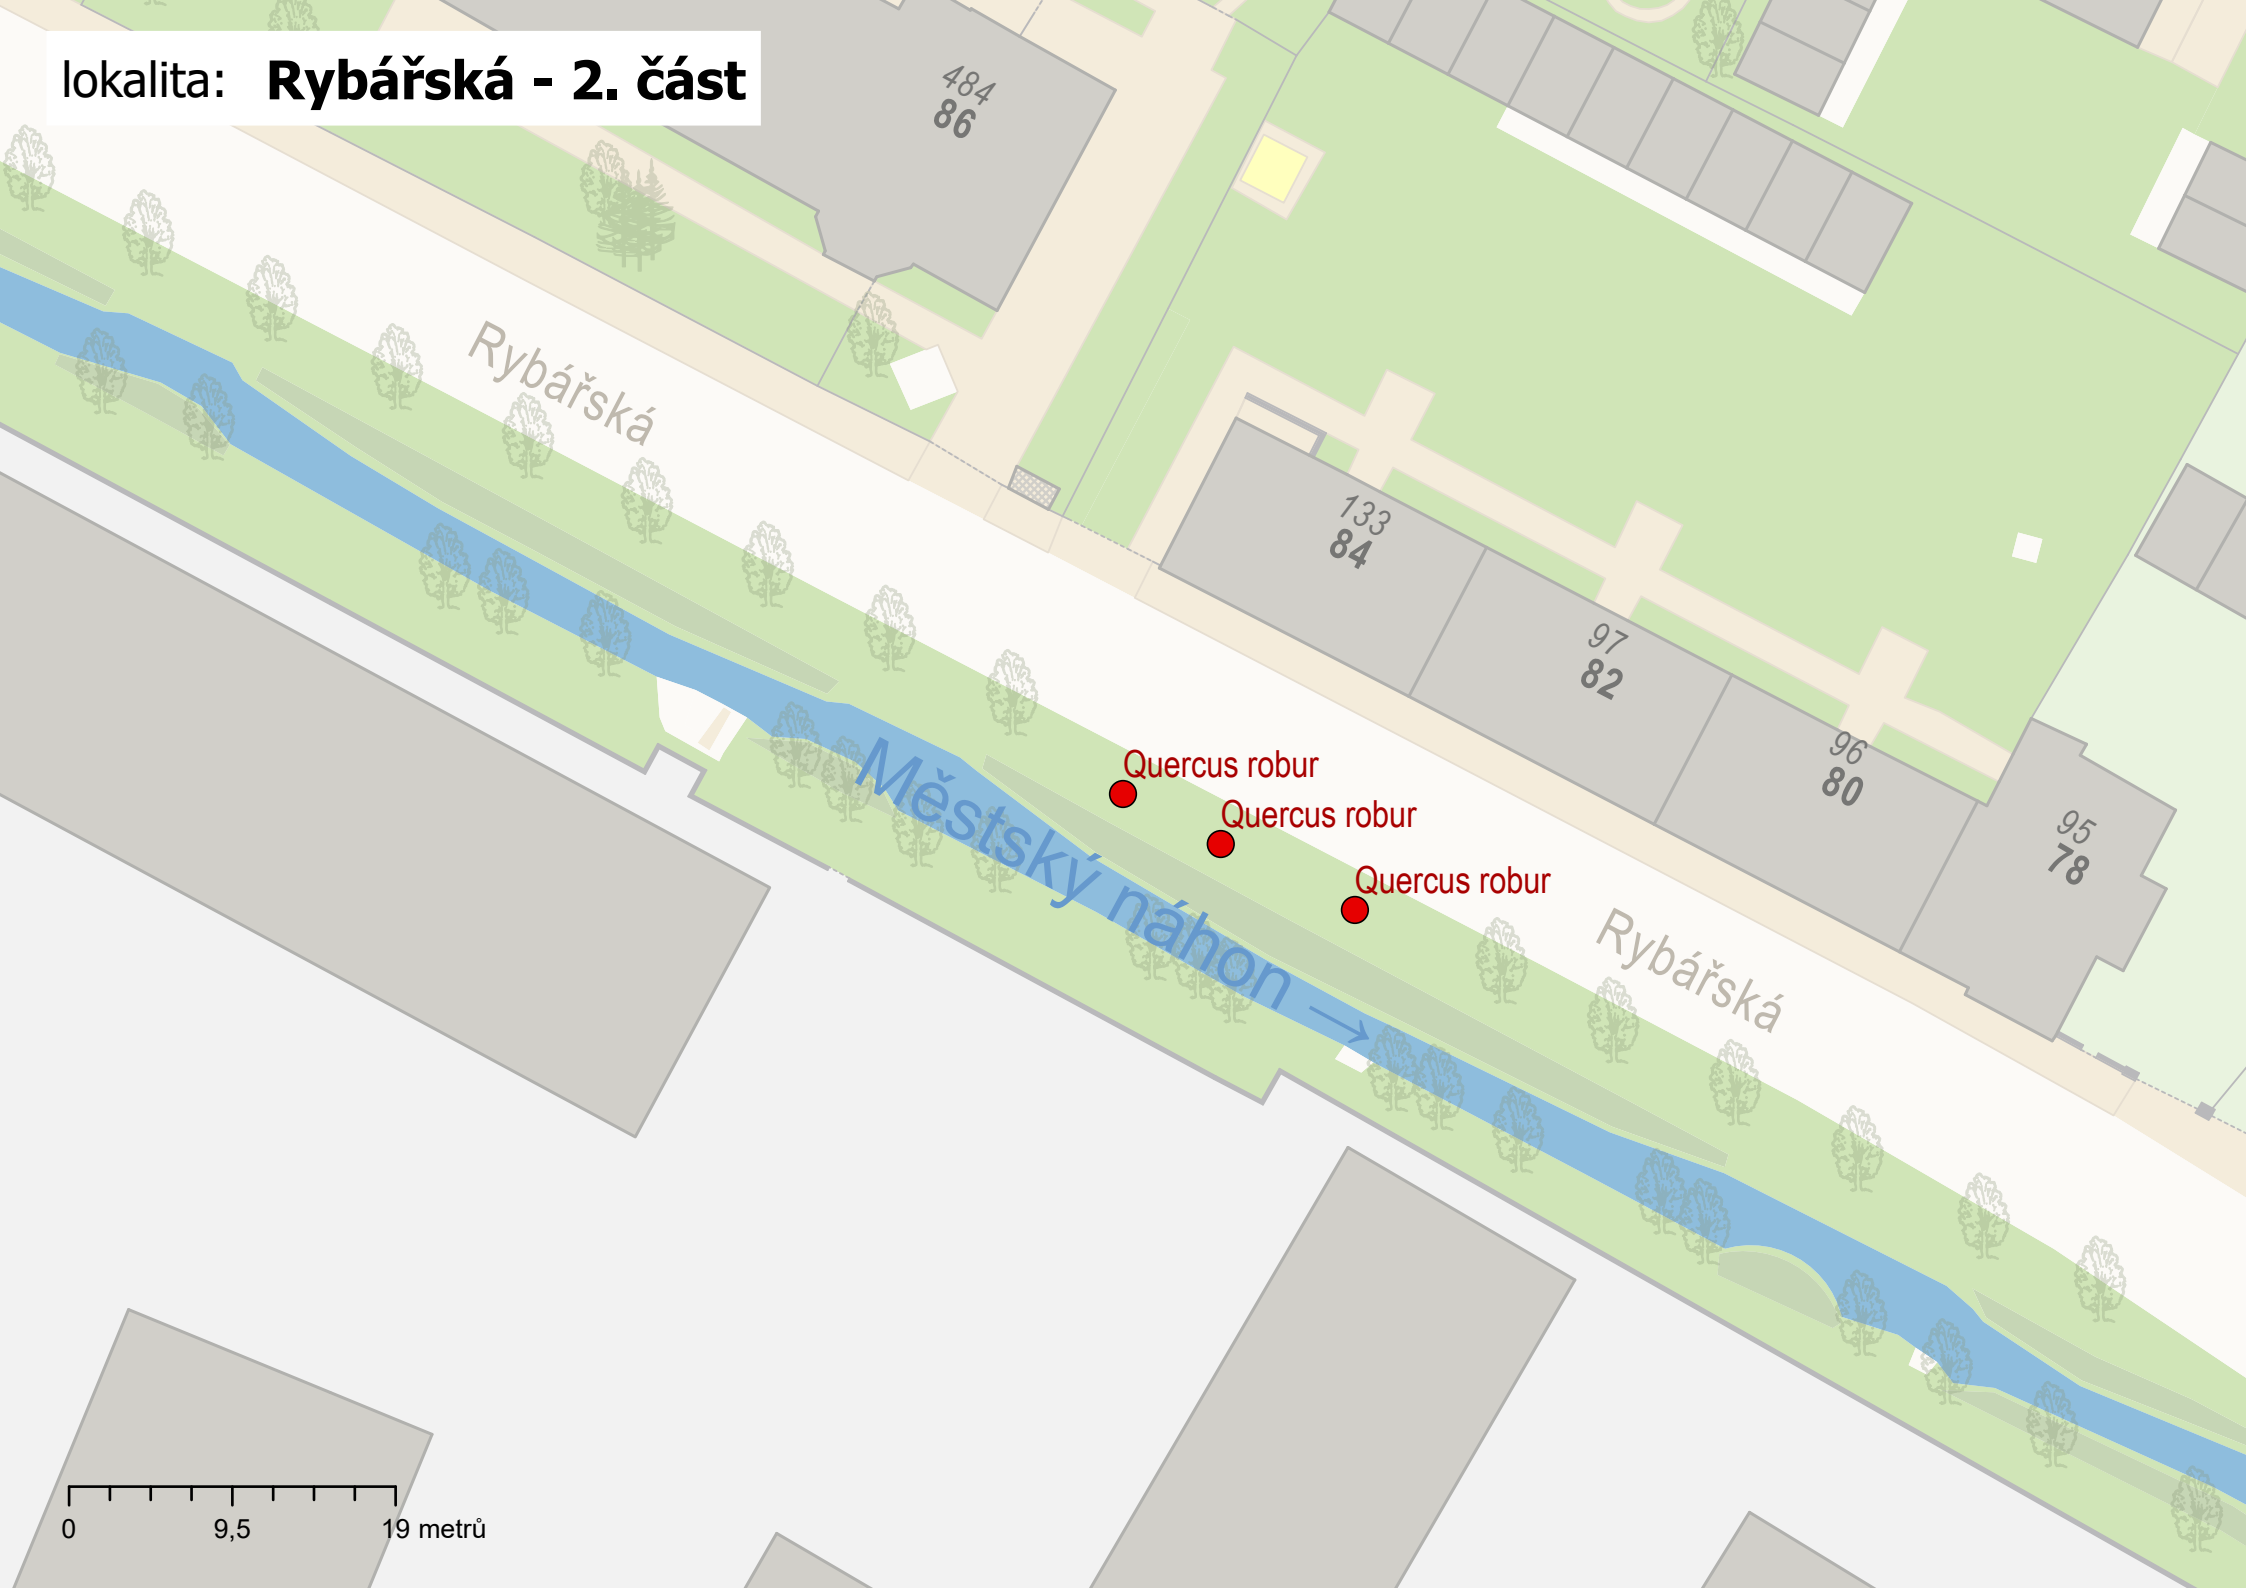 lokalita: Rybářská - 2. část
484
86
Rybářská
133
84
97
82
96
80
95
78
Quercus robur
Quercus robur
Quercus robur
Městský náhon →
Rybářská
0 9,5 19 metrů